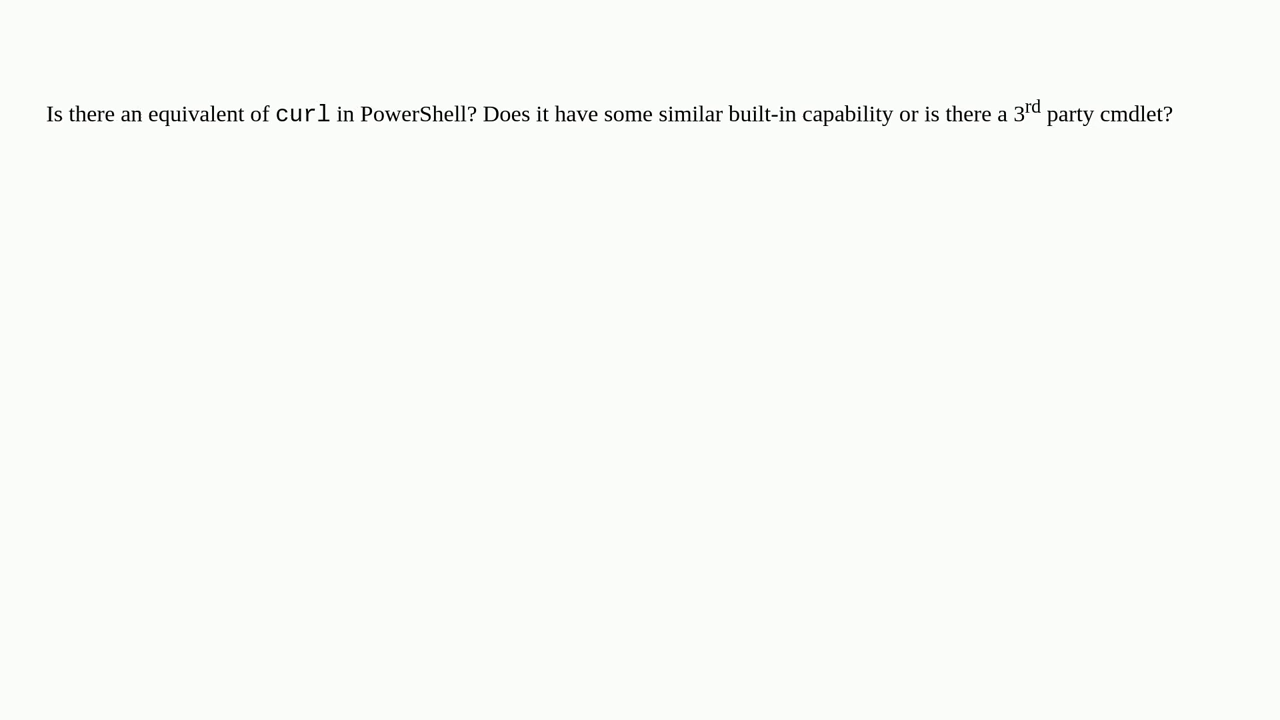 Is there an equivalent of curl in PowerShell? Does it have some similar built-in capability or is there a 3rd party cmdlet?